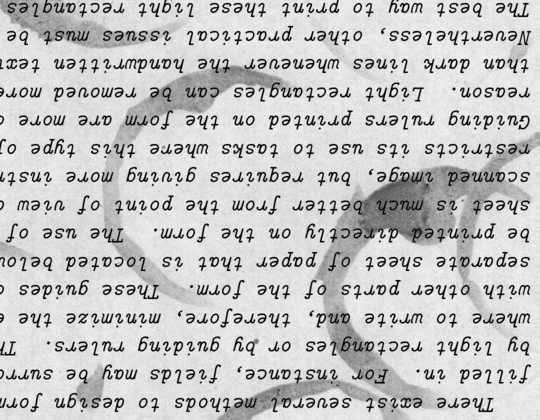 There exist several methods to design form
filled in. For instance, fields may be surrou
by light rectangles or by guiding rulers. Th
where to write and, therefore, minimize the
with other parts of the form. These guides
separate sheet of paper that is located below
be printed directly on the form. The use of
sheet is much better from the point of view o
scanned image, but requires giving more instr
restricts its use to tasks where this type of
Guiding rulers printed on the form are more
reason. Light rectangles can be removed more
than dark lines whenever the handwritten text
Nevertheless, other practical issues must be
The best way to print these light rectangles